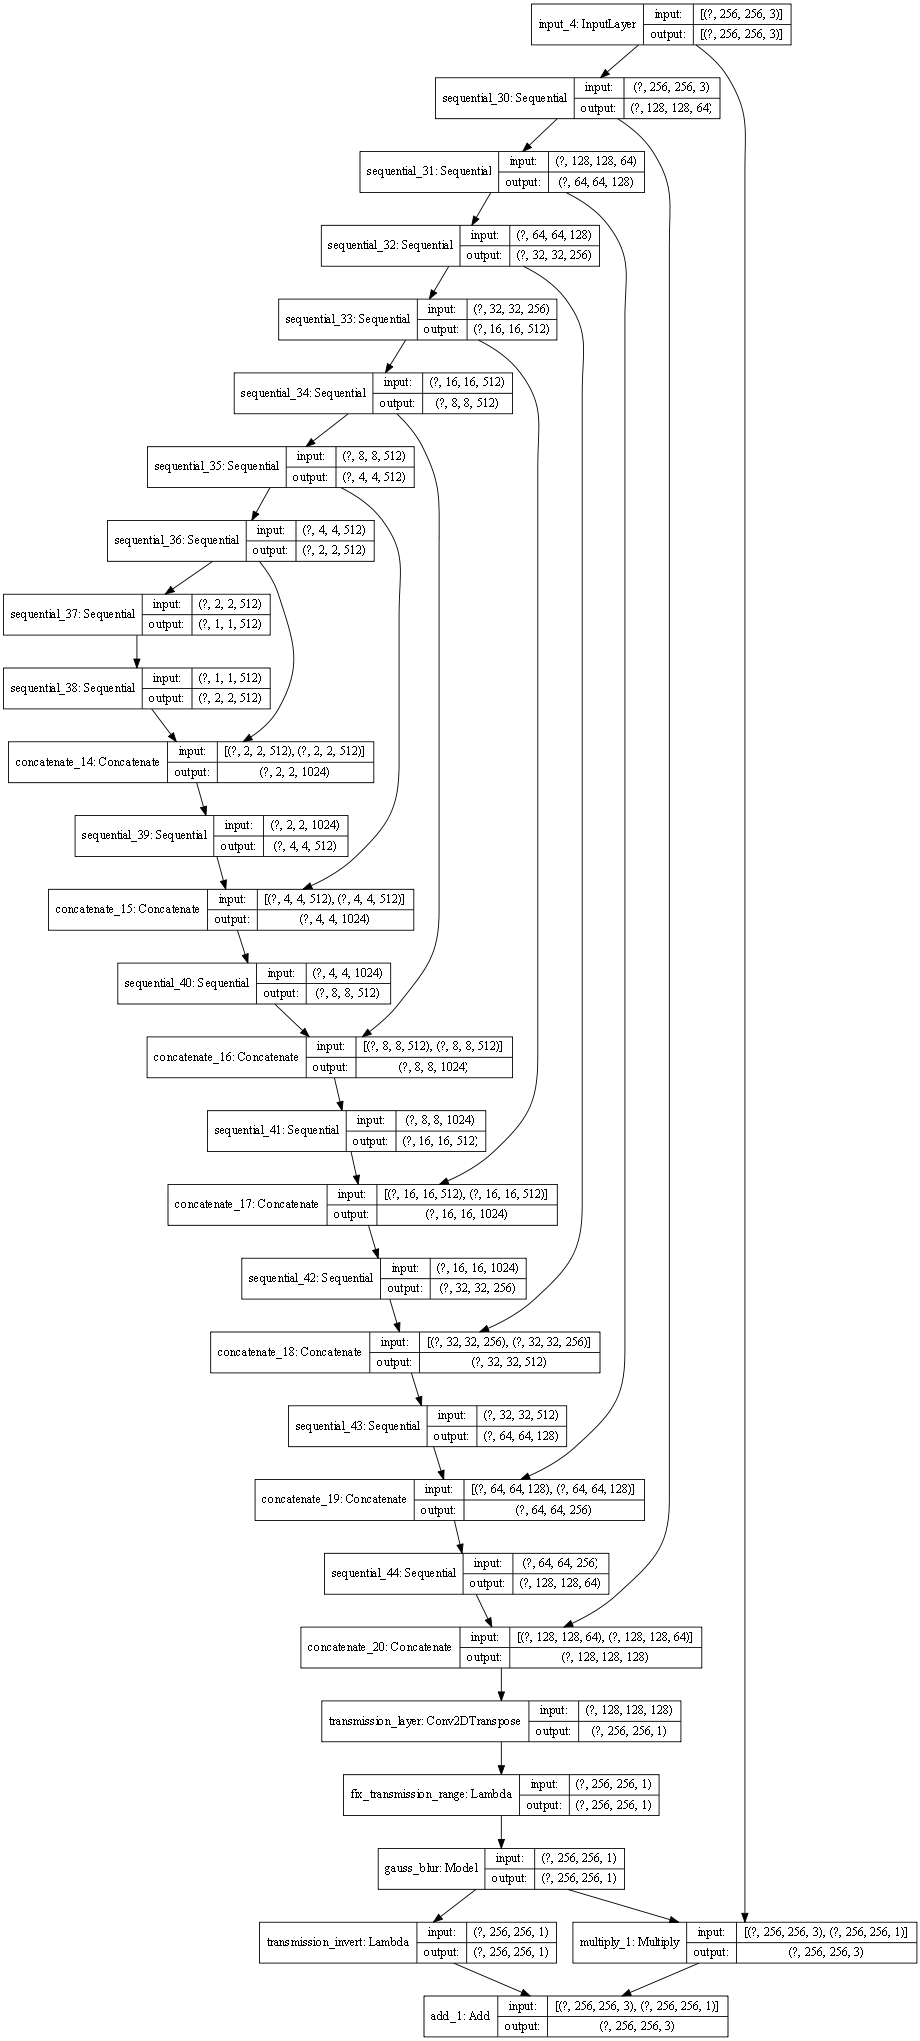 input_4: InputLayer
input: [(?, 256, 256, 3)]
output: [(?, 256, 256, 3)]
sequential_30: Sequential
input: (?, 256, 256, 3)
output: (?, 128, 128, 64)
sequential_31: Sequential
input: (?, 128, 128, 64)
output: (?, 64, 64, 128)
sequential_32: Sequential
input: (?, 64, 64, 128)
output: (?, 32, 32, 256)
sequential_33: Sequential
input: (?, 32, 32, 256)
output: (?, 16, 16, 512)
sequential_34: Sequential
input: (?, 16, 16, 512)
output: (?, 8, 8, 512)
sequential_35: Sequential
input: (?, 8, 8, 512)
output: (?, 4, 4, 512)
sequential_36: Sequential
input: (?, 4, 4, 512)
output: (?, 2, 2, 512)
sequential_37: Sequential
input: (?, 2, 2, 512)
output: (?, 1, 1, 512)
sequential_38: Sequential
input: (?, 1, 1, 512)
output: (?, 2, 2, 512)
concatenate_14: Concatenate
input: [(?, 2, 2, 512), (?, 2, 2, 512)]
output: (?, 2, 2, 1024)
sequential_39: Sequential
input: (?, 2, 2, 1024)
output: (?, 4, 4, 512)
concatenate_15: Concatenate
input: [(?, 4, 4, 512), (?, 4, 4, 512)]
output: (?, 4, 4, 1024)
sequential_40: Sequential
input: (?, 4, 4, 1024)
output: (?, 8, 8, 512)
concatenate_16: Concatenate
input: [(?, 8, 8, 512), (?, 8, 8, 512)]
output: (?, 8, 8, 1024)
sequential_41: Sequential
input: (?, 8, 8, 1024)
output: (?, 16, 16, 512)
concatenate_17: Concatenate
input: [(?, 16, 16, 512), (?, 16, 16, 512)]
output: (?, 16, 16, 1024)
sequential_42: Sequential
input: (?, 16, 16, 1024)
output: (?, 32, 32, 256)
concatenate_18: Concatenate
input: [(?, 32, 32, 256), (?, 32, 32, 256)]
output: (?, 32, 32, 512)
sequential_43: Sequential
input: (?, 32, 32, 512)
output: (?, 64, 64, 128)
concatenate_19: Concatenate
input: [(?, 64, 64, 128), (?, 64, 64, 128)]
output: (?, 64, 64, 256)
sequential_44: Sequential
input: (?, 64, 64, 256)
output: (?, 128, 128, 64)
concatenate_20: Concatenate
input: [(?, 128, 128, 64), (?, 128, 128, 64)]
output: (?, 128, 128, 128)
transmission_layer: Conv2DTranspose
input: (?, 128, 128, 128)
output: (?, 256, 256, 1)
fix_transmission_range: Lambda
input: (?, 256, 256, 1)
output: (?, 256, 256, 1)
gauss_blur: Model
input: (?, 256, 256, 1)
output: (?, 256, 256, 1)
transmission_invert: Lambda
input: (?, 256, 256, 1)
output: (?, 256, 256, 1)
multiply_1: Multiply
input: [(?, 256, 256, 3), (?, 256, 256, 1)]
output: (?, 256, 256, 3)
add_1: Add
input: [(?, 256, 256, 3), (?, 256, 256, 1)]
output: (?, 256, 256, 3)